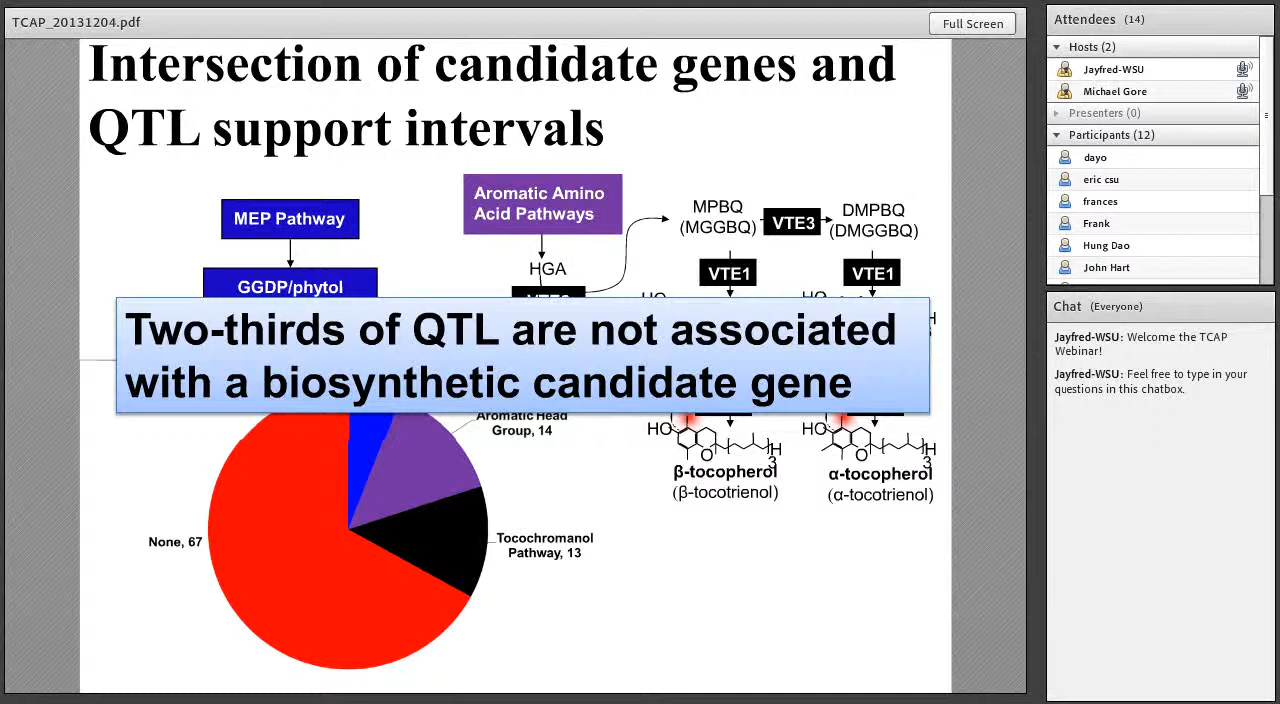 TCAP_20131204.pdf
Full Screen
Intersection of candidate genes and
QTL support intervals
MEP Pathway
GGDP/phytol
Aromatic Amino
Acid Pathways
HGA
MPBQ
(MGGBQ)
VTE3
DMPBQ
(DMGGBQ)
VTE1
VTE1
Two-thirds of QTL are not associated
with a biosynthetic candidate gene
Aromatic Head
Group, 14
None, 67
Tocochromanol
Pathway, 13
HO
O
H
3
β-tocopherol
(β-tocotrienol)
HO
O
H
3
α-tocopherol
(α-tocotrienol)
Attendees (14)
Hosts (2)
Jayfred-WSU
Michael Gore
Presenters (0)
Participants (12)
dayo
eric csu
frances
Frank
Hung Dao
John Hart
Chat (Everyone)
Jayfred-WSU: Welcome the TCAP
Webinar!
Jayfred-WSU: Feel free to type in your
questions in this chatbox.